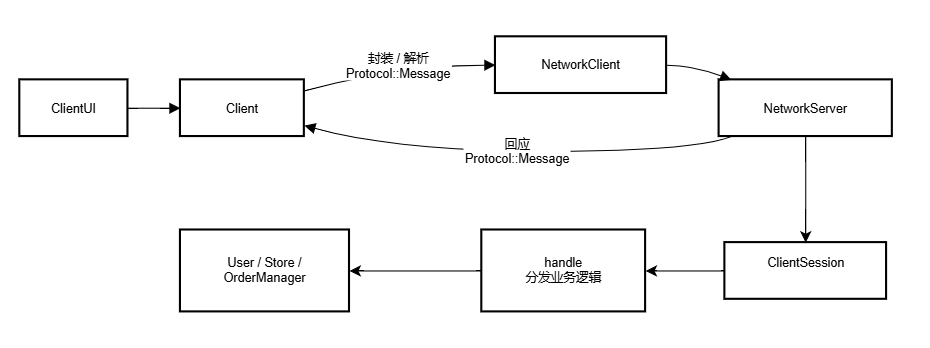 封装 / 解析
Protocol::Message
NetworkClient
ClientUI
Client
NetworkServer
回应
Protocol::Message
User / Store /
OrderManager
handle
分发业务逻辑
ClientSession